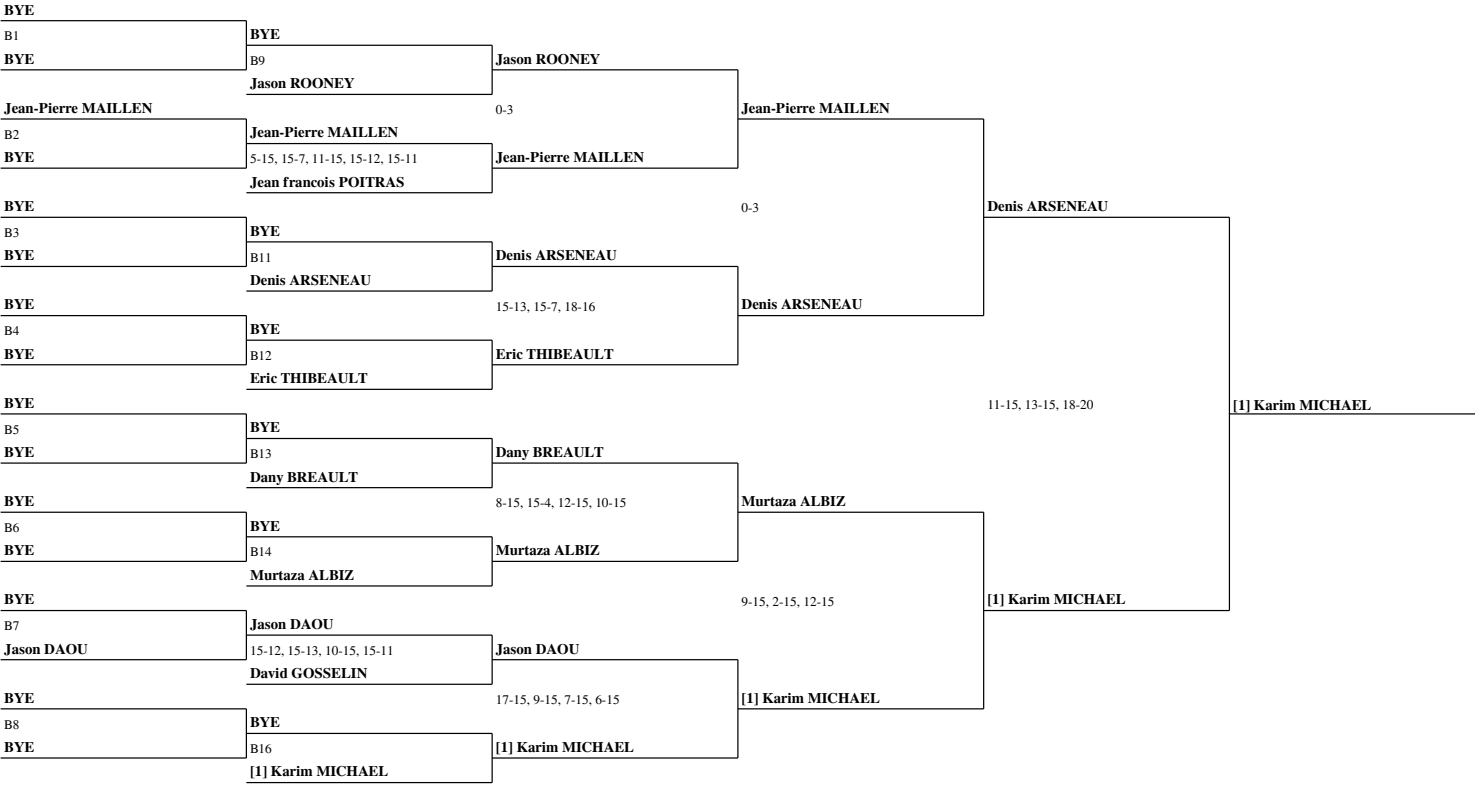 BYE
B1
BYE
Jean-Pierre MAILLEN
B2
BYE
BYE
B3
BYE
BYE
B4
BYE
BYE
B5
BYE
BYE
B6
BYE
BYE
B7
Jason DAOU
BYE
B8
BYE
BYE
B9
Jason ROONEY
Jean-Pierre MAILLEN
5-15, 15-7, 11-15, 15-12, 15-11
Jean francois POITRAS
BYE
B11
Denis ARSENEAU
BYE
B12
Eric THIBEAULT
BYE
B13
Dany BREAULT
BYE
B14
Murtaza ALBIZ
Jason DAOU
15-12, 15-13, 10-15, 15-11
David GOSSELIN
BYE
B16
[1] Karim MICHAEL
Jason ROONEY
0-3
Jean-Pierre MAILLEN
Denis ARSENEAU
15-13, 15-7, 18-16
Eric THIBEAULT
Dany BREAULT
8-15, 15-4, 12-15, 10-15
Murtaza ALBIZ
Jason DAOU
17-15, 9-15, 7-15, 6-15
[1] Karim MICHAEL
Jean-Pierre MAILLEN
0-3
Denis ARSENEAU
Murtaza ALBIZ
9-15, 2-15, 12-15
[1] Karim MICHAEL
Denis ARSENEAU
11-15, 13-15, 18-20
[1] Karim MICHAEL
[1] Karim MICHAEL